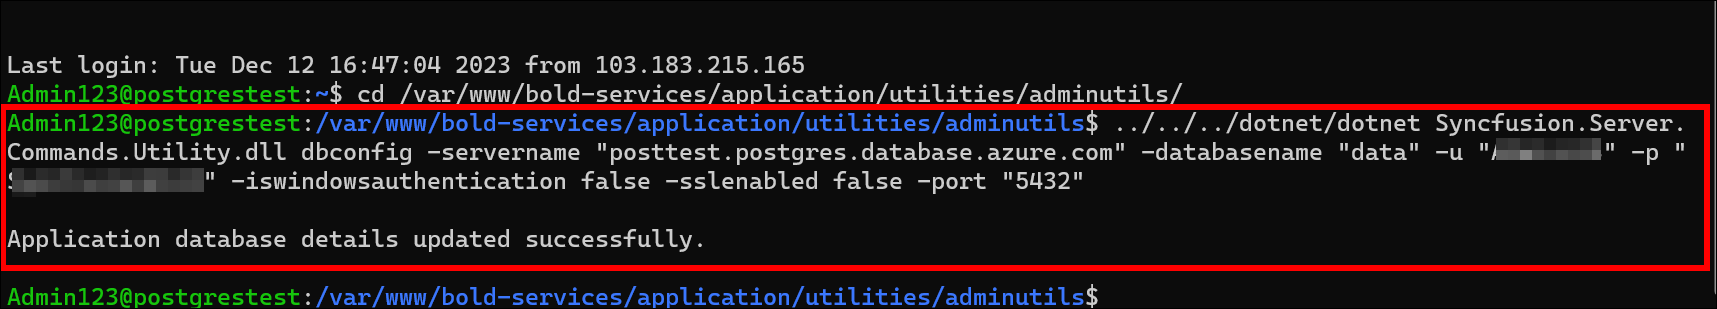 Last login: Tue Dec 12 16:47:04 2023 from 103.183.215.165
Admin123@postgrestest:~$ cd /var/www/bold-services/application/utilities/adminutils/
Admin123@postgrestest:/var/www/bold-services/application/utilities/adminutils$ ../../../dotnet/dotnet Syncfusion.Server.
Commands.Utility.dll dbconfig -servername "posttest.postgres.database.azure.com" -databasename "data" -u "" -p "
" -iswindowsauthentication false -sslenabled false -port "5432"
Application database details updated successfully.
Admin123@postgrestest:/var/www/bold-services/application/utilities/adminutils$